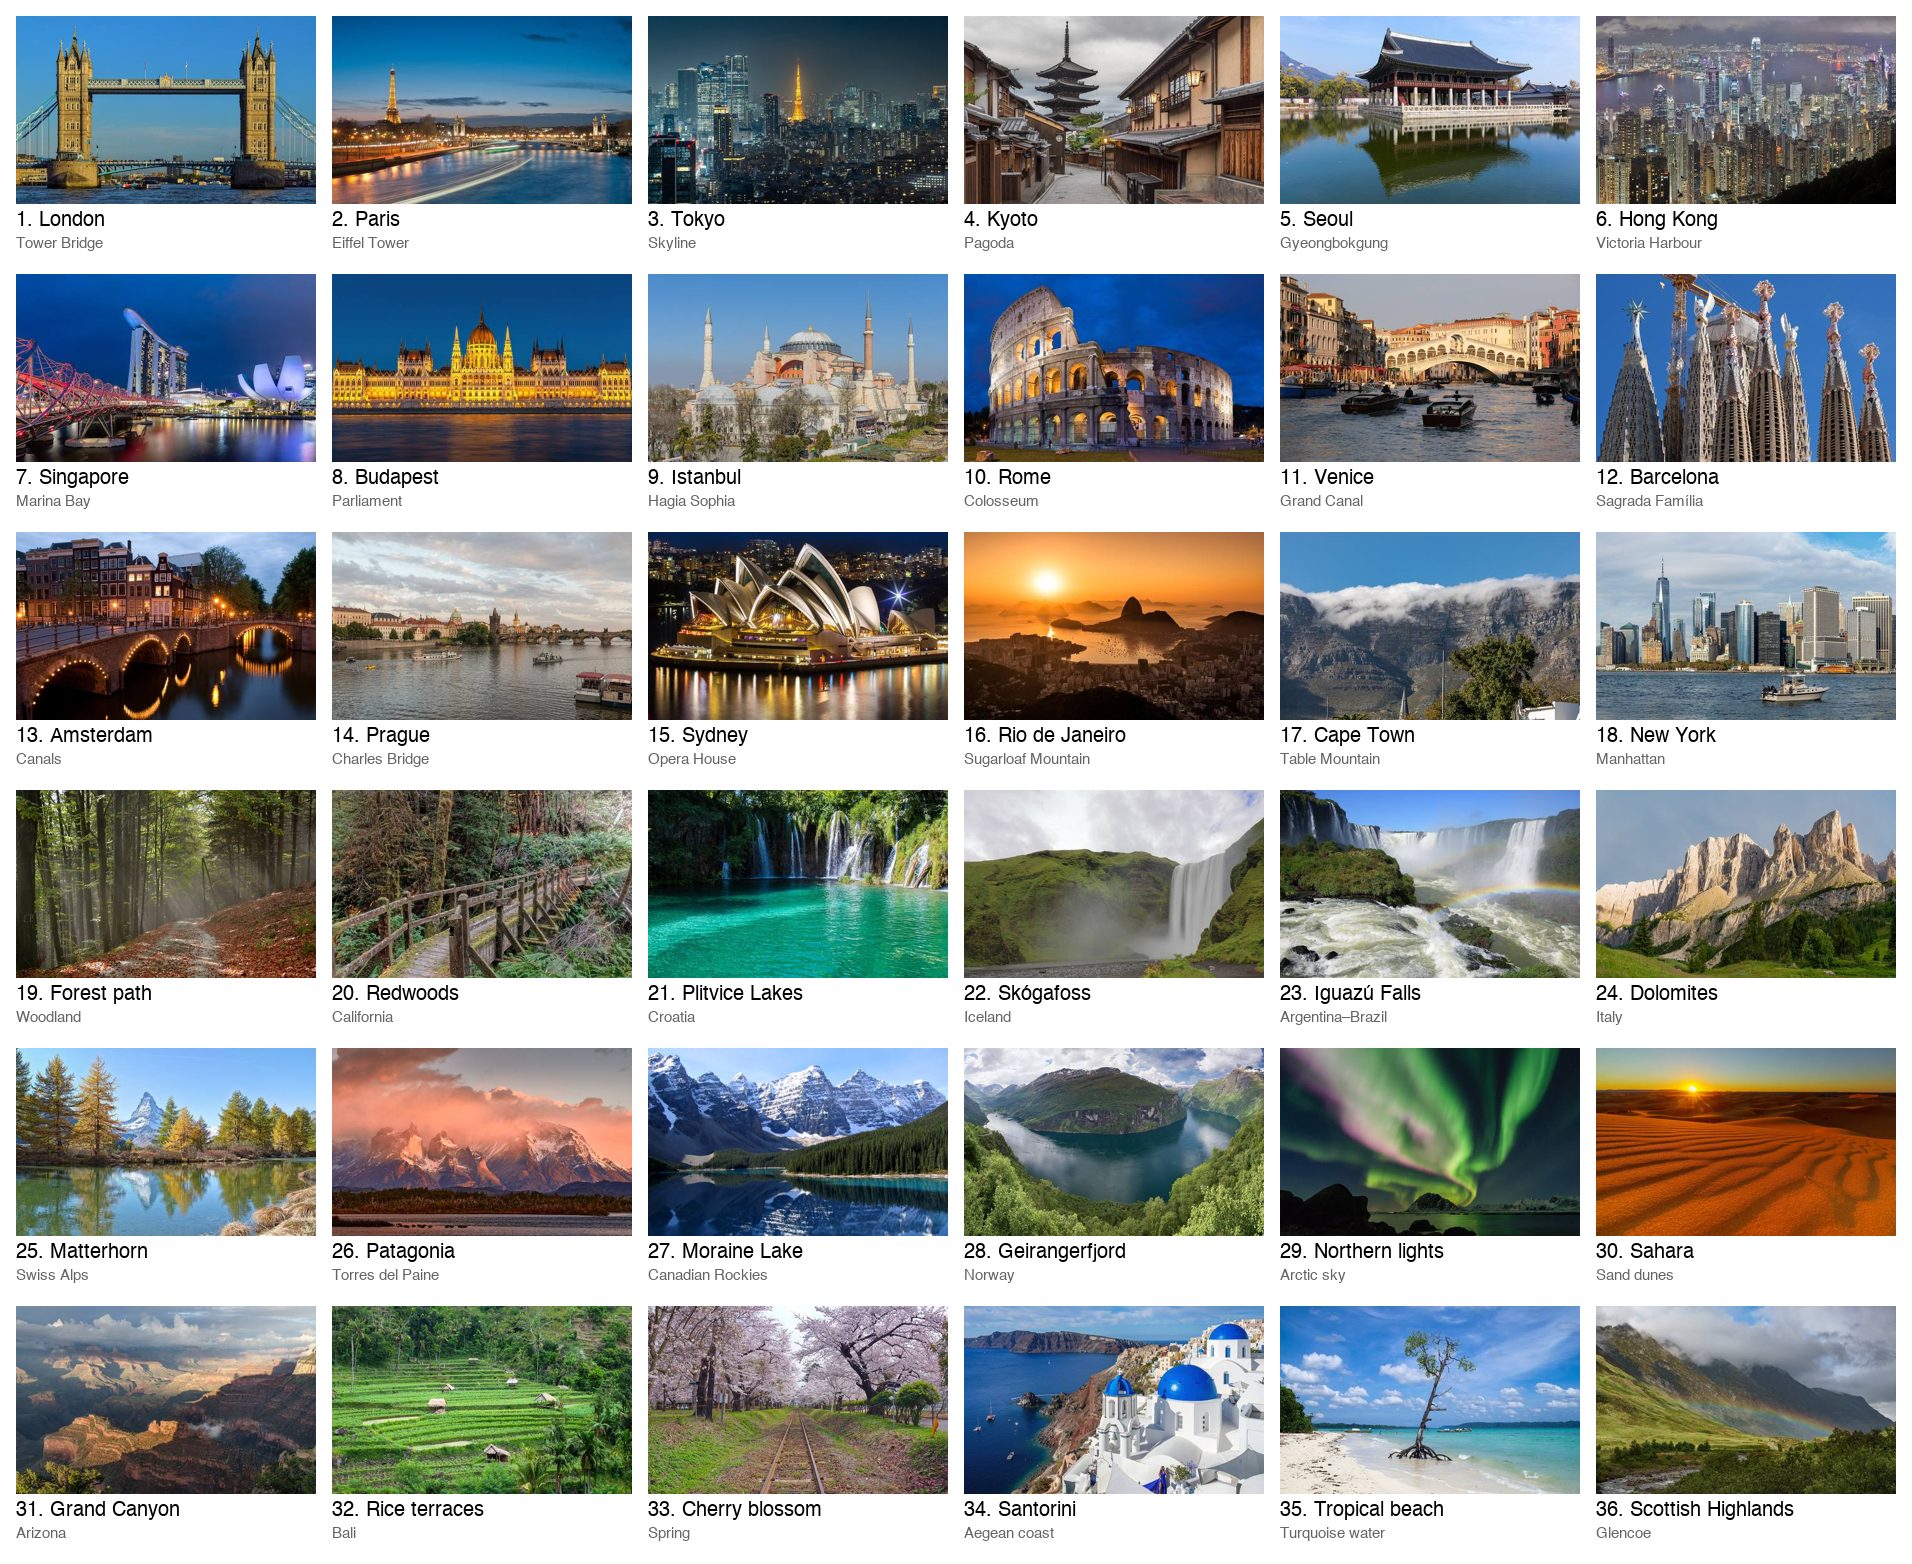 1. London
Tower Bridge
2. Paris
Eiffel Tower
3. Tokyo
Skyline
4. Kyoto
Pagoda
5. Seoul
Gyeongbokgung
6. Hong Kong
Victoria Harbour
7. Singapore
Marina Bay
8. Budapest
Parliament
9. Istanbul
Hagia Sophia
10. Rome
Colosseum
11. Venice
Grand Canal
12. Barcelona
Sagrada Família
13. Amsterdam
Canals
14. Prague
Charles Bridge
15. Sydney
Opera House
16. Rio de Janeiro
Sugarloaf Mountain
17. Cape Town
Table Mountain
18. New York
Manhattan
19. Forest path
Woodland
20. Redwoods
California
21. Plitvice Lakes
Croatia
22. Skógafoss
Iceland
23. Iguazú Falls
Argentina–Brazil
24. Dolomites
Italy
25. Matterhorn
Swiss Alps
26. Patagonia
Torres del Paine
27. Moraine Lake
Canadian Rockies
28. Geirangerfjord
Norway
29. Northern lights
Arctic sky
30. Sahara
Sand dunes
31. Grand Canyon
Arizona
32. Rice terraces
Bali
33. Cherry blossom
Spring
34. Santorini
Aegean coast
35. Tropical beach
Turquoise water
36. Scottish Highlands
Glencoe